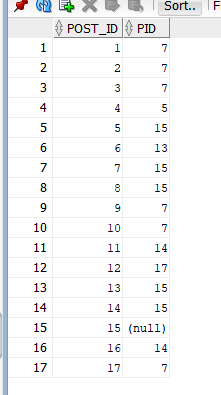 Sort.. F
POST_ID PID
1 1 7
2 2 7
3 3 7
4 4 5
5 5 15
6 6 13
7 7 15
8 8 15
9 9 7
10 10 7
11 11 14
12 12 17
13 13 15
14 14 15
15 15 (null)
16 16 14
17 17 7